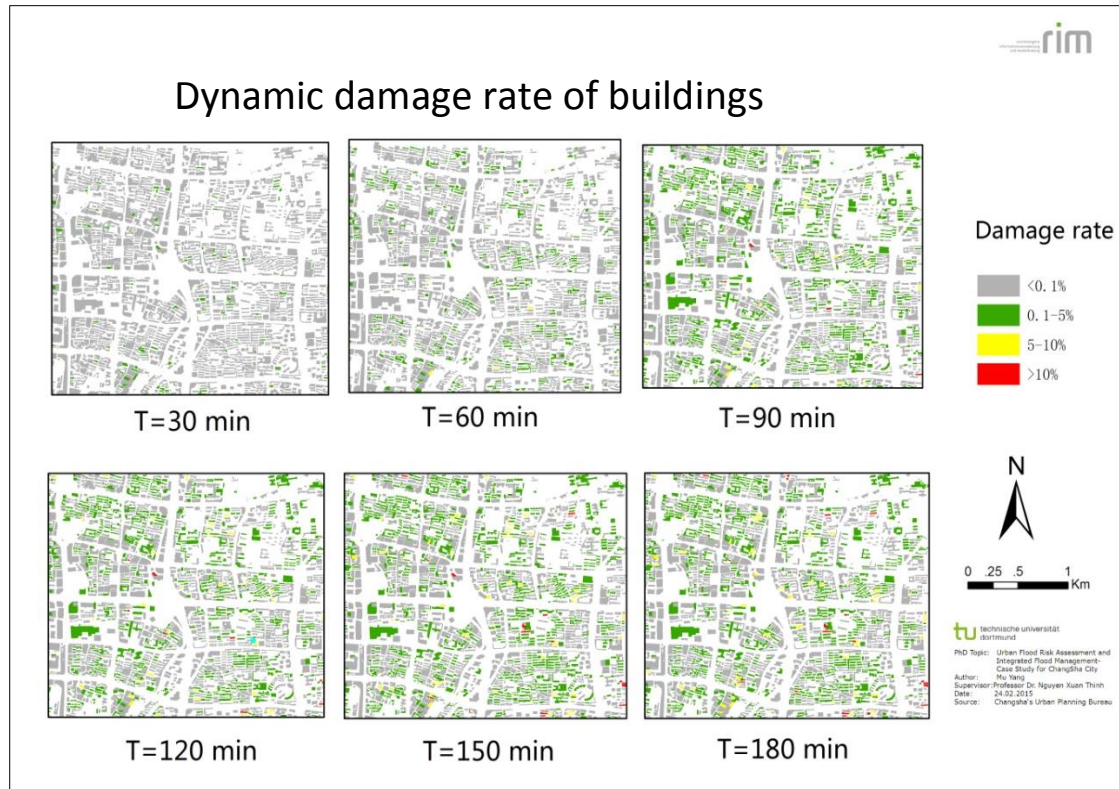 rim
Dynamic damage rate of buildings
T=30 min
T=60 min
T=90 min
Damage rate
<0.1%
0.1-5%
5-10%
>10%
T=120 min
T=150 min
T=180 min
N
0 .25 .5 1
Km
tu technische universität
dortmund
PhD Topic: Urban Flood Risk Assessment and
Integrated Flood Management-
Case Study for ChangSha City
Author: Mu Yang
Supervisor:Professor Dr. Nguyen Xuan Thinh
Date: 24.02.2015
Source: Changsha's Urban Planning Bureau